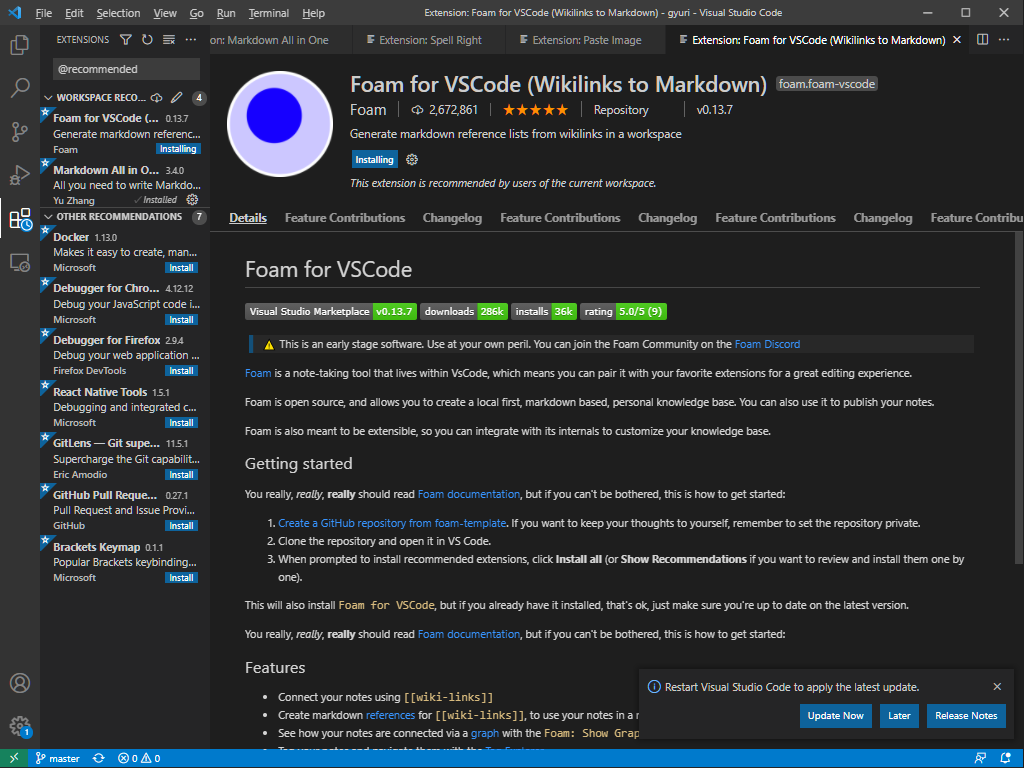 File Edit Selection View Go Run Terminal Help Extension: Foam for VSCode (Wikilinks to Markdown) - gyuri - Visual Studio Code
EXTENSIONS
on: Markdown All in One Extension: Spell Right Extension: Paste Image Extension: Foam for VSCode (Wikilinks to Markdown)
@recommended
WORKSPACE RECO... 4
Foam for VSCode (... 0.13.7
Generate markdown referenc...
Foam Installing
Markdown All in O... 3.4.0
All you need to write Markdo...
Yu Zhang Installed
OTHER RECOMMENDATIONS 7
Docker 1.13.0
Makes it easy to create, man...
Microsoft Install
Debugger for Chro... 4.12.12
Debug your JavaScript code i...
Microsoft Install
Debugger for Firefox 2.9.4
Debug your web application ...
Firefox DevTools Install
React Native Tools 1.5.1
Debugging and integrated c...
Microsoft Install
GitLens — Git supe... 11.5.1
Supercharge the Git capabilit...
Eric Amodio Install
GitHub Pull Reque... 0.27.1
Pull Request and Issue Provi...
GitHub Install
Brackets Keymap 0.1.1
Popular Brackets keybinding...
Microsoft Install
Foam for VSCode (Wikilinks to Markdown) foam.foam-vscode
Foam 2,672,861 Repository v0.13.7
Generate markdown reference lists from wikilinks in a workspace
Installing
This extension is recommended by users of the current workspace.
Details Feature Contributions Changelog Feature Contributions Changelog Feature Contributions Changelog Feature Contribu
Foam for VSCode
Visual Studio Marketplace v0.13.7 downloads 286k installs 36k rating 5.0/5 (9)
This is an early stage software. Use at your own peril. You can join the Foam Community on the Foam Discord
Foam is a note-taking tool that lives within VsCode, which means you can pair it with your favorite extensions for a great editing experience.
Foam is open source, and allows you to create a local first, markdown based, personal knowledge base. You can also use it to publish your notes.
Foam is also meant to be extensible, so you can integrate with its internals to customize your knowledge base.
Getting started
You really, really, really should read Foam documentation, but if you can't be bothered, this is how to get started:
1. Create a GitHub repository from foam-template. If you want to keep your thoughts to yourself, remember to set the repository private.
2. Clone the repository and open it in VS Code.
3. When prompted to install recommended extensions, click Install all (or Show Recommendations if you want to review and install them one by
one).
This will also install Foam for VSCode, but if you already have it installed, that's ok, just make sure you're up to date on the latest version.
You really, really, really should read Foam documentation, but if you can't be bothered, this is how to get started:
Features
• Connect your notes using [[wiki-links]]
• Create markdown references for [[wiki-links]], to use your notes in a
• See how your notes are connected via a graph with the Foam: Show Grap
Restart Visual Studio Code to apply the latest update.
Update Now Later Release Notes
1
master 0 0